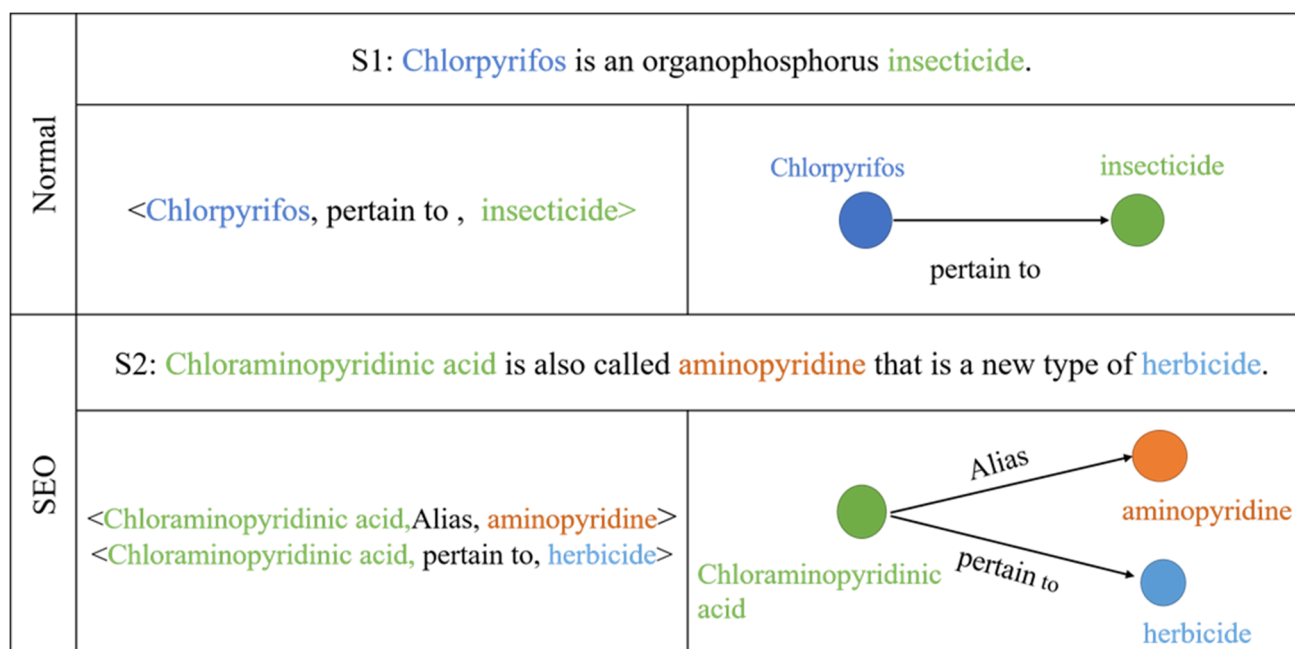 Normal
S1: Chlorpyrifos is an organophosphorus insecticide.
<Chlorpyrifos, pertain to , insecticide>
Chlorpyrifos
insecticide
pertain to
SEO
S2: Chloraminopyridinic acid is also called aminopyridine that is a new type of herbicide.
<Chloraminopyridinic acid,Alias, aminopyridine>
<Chloraminopyridinic acid, pertain to, herbicide>
Alias
aminopyridine
pertain to
Chloraminopyridinic
acid
herbicide